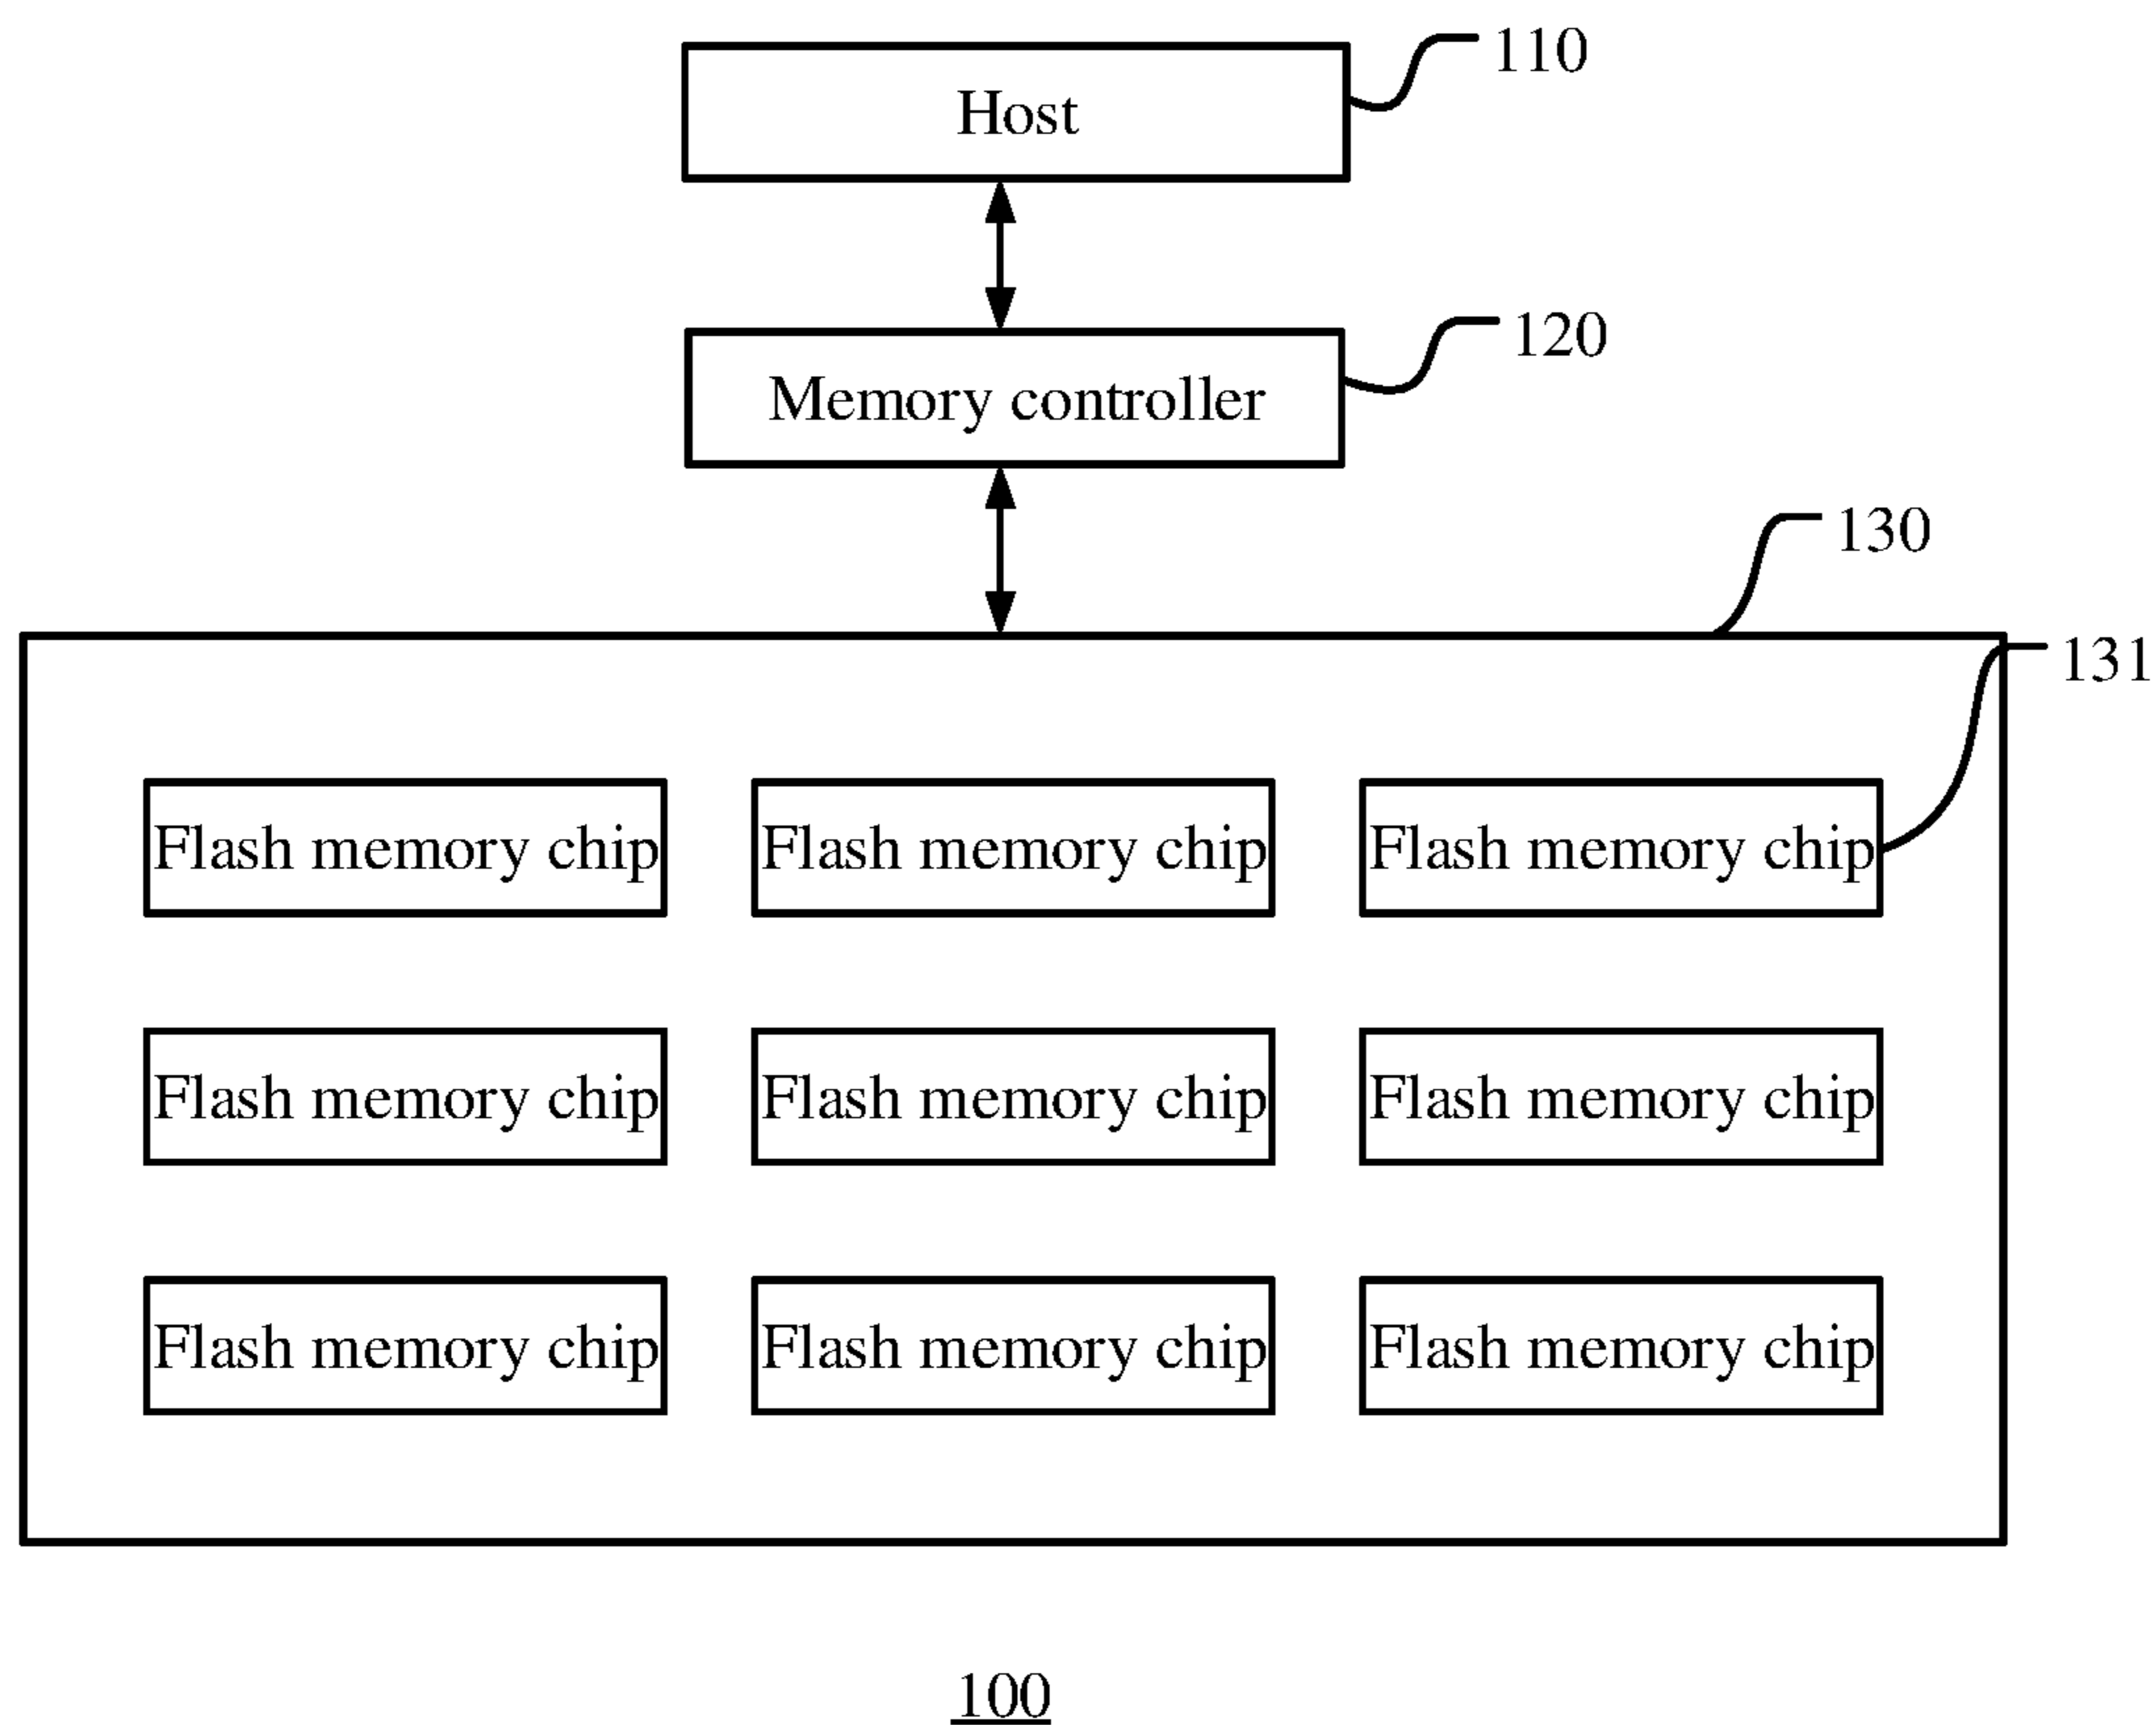 Host
110
Memory controller
120
130
131
Flash memory chip
Flash memory chip
Flash memory chip
Flash memory chip
Flash memory chip
Flash memory chip
Flash memory chip
Flash memory chip
Flash memory chip
100